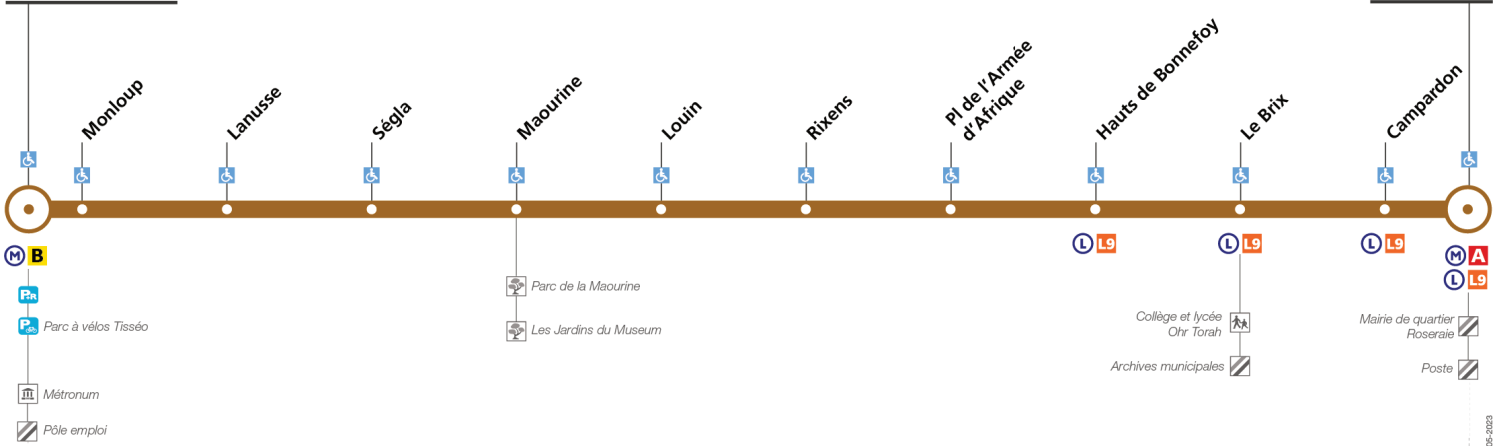 Monloup
Lanusse
Ségla
Maourine
Louin
Rixens
Pl de l'Armée
d'Afrique
Hauts de Bonnefoy
Le Brix
Campardon
M B
L L9
L L9
L L9
M A
L L9
P+R
P
Parc à vélos Tisséo
Métronum
Pôle emploi
Parc de la Maourine
Les Jardins du Museum
Collège et lycée
Ohr Torah
Archives municipales
Mairie de quartier
Roseraie
Poste
05-2023